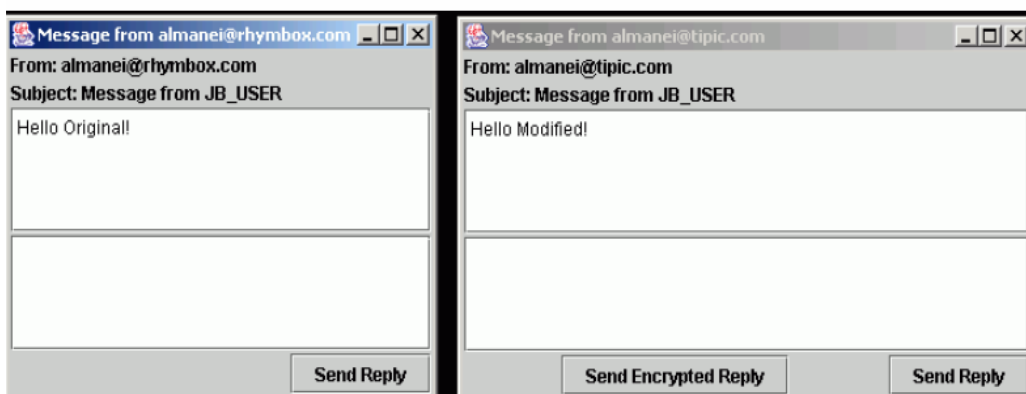 Message from almanei@rhymbox.com
From: almanei@rhymbox.com
Subject: Message from JB_USER
Hello Original!
Send Reply
Message from almanei@tipic.com
From: almanei@tipic.com
Subject: Message from JB_USER
Hello Modified!
Send Encrypted Reply
Send Reply